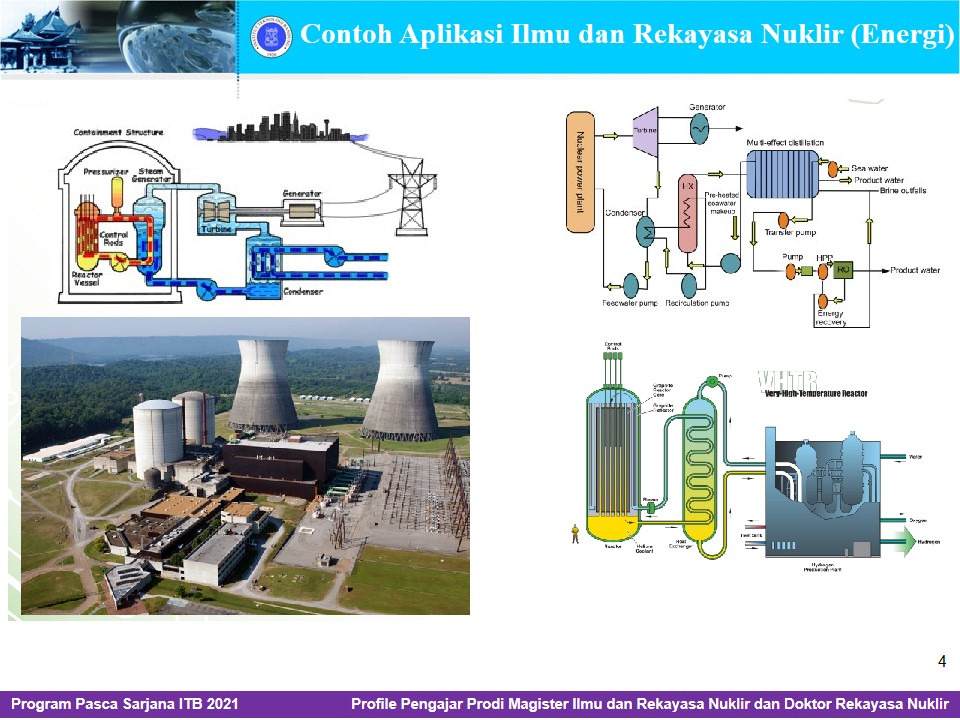 Contoh Aplikasi Ilmu dan Rekayasa Nuklir (Energi)
Containment Structure
Pressurizer
Steam
Generator
Control
Rods
Reactor
Vessel
Turbine
Generator
Condenser
Nuclear power plant
Turbine
Generator
Condenser
HX
Pre-heated
seawater
makeup
Multi-effect distillation
Sea water
Product water
Brine outfalls
Transfer pump
Pump
HPP
RO
Product water
Energy
recovery
Feedwater pump
Recirculation pump
Control
Rods
Graphite
Reactor
Core
Graphite
Reflector
Blower
Reactor
Helium
Coolant
Heat
Exchanger
Pump
VHTR
Very-High-Temperature Reactor
Water
Oxygen
Hydrogen
Heat Sink
Hydrogen
Production Plant
4
Program Pasca Sarjana ITB 2021
Profile Pengajar Prodi Magister Ilmu dan Rekayasa Nuklir dan Doktor Rekayasa Nuklir